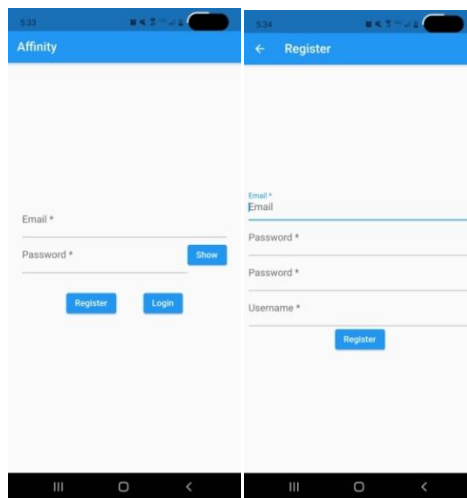 5:33
Affinity
Email *
Password *
Show
Register
Login
5:34
Register
Email *
Email
Password *
Password *
Username *
Register